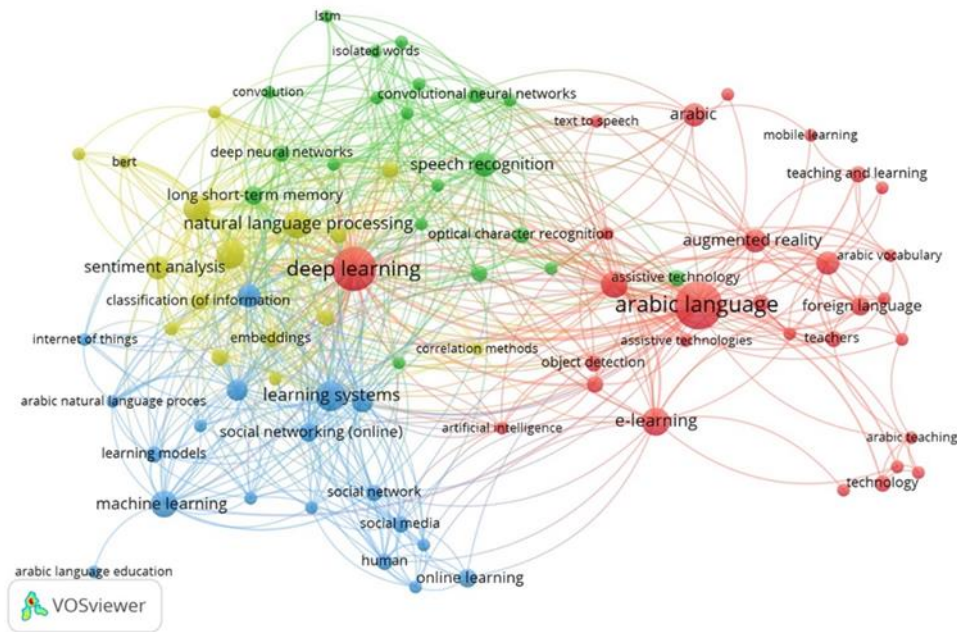 lstm
isolated words
convolution
convolutional neural networks
text to speech
arabic
mobile learning
bert
deep neural networks
speech recognition
teaching and learning
long short-term memory
natural language processing
optical character recognition
augmented reality
arabic vocabulary
sentiment analysis
deep learning
assistive technology
classification (of information
arabic language
foreign language
internet of things
embeddings
correlation methods
assistive technologies
teachers
object detection
learning systems
arabic natural language proces
social networking (online)
artificial intelligence
e-learning
learning models
arabic teaching
social network
technology
machine learning
social media
human
arabic language education
online learning
VOSviewer